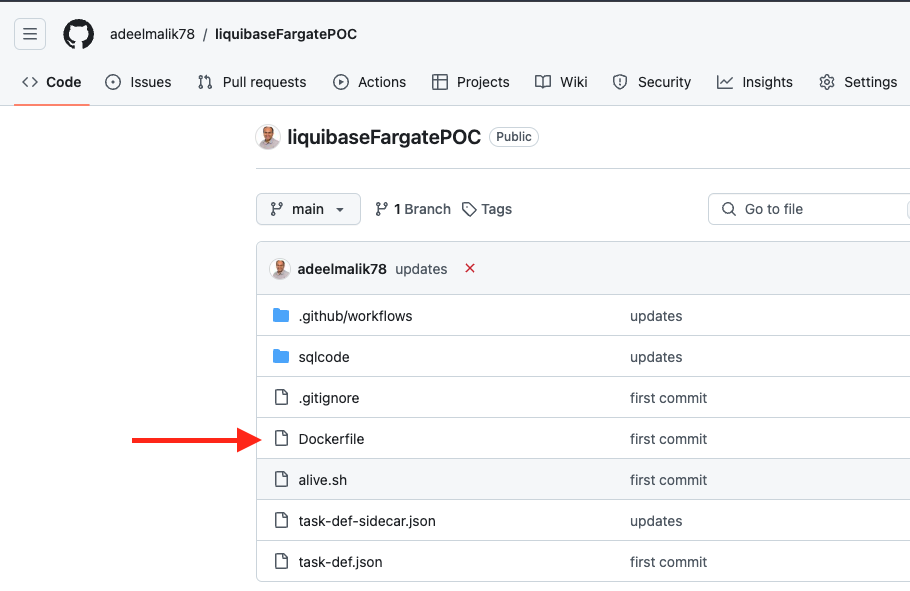 adeelmalik78 / liquibaseFargatePOC
Code Issues Pull requests Actions Projects Wiki Security Insights Settings
liquibaseFargatePOC Public
main 1 Branch Tags Go to file
adeelmalik78 updates
.github/workflows updates
sqlcode updates
.gitignore first commit
Dockerfile first commit
alive.sh first commit
task-def-sidecar.json updates
task-def.json first commit